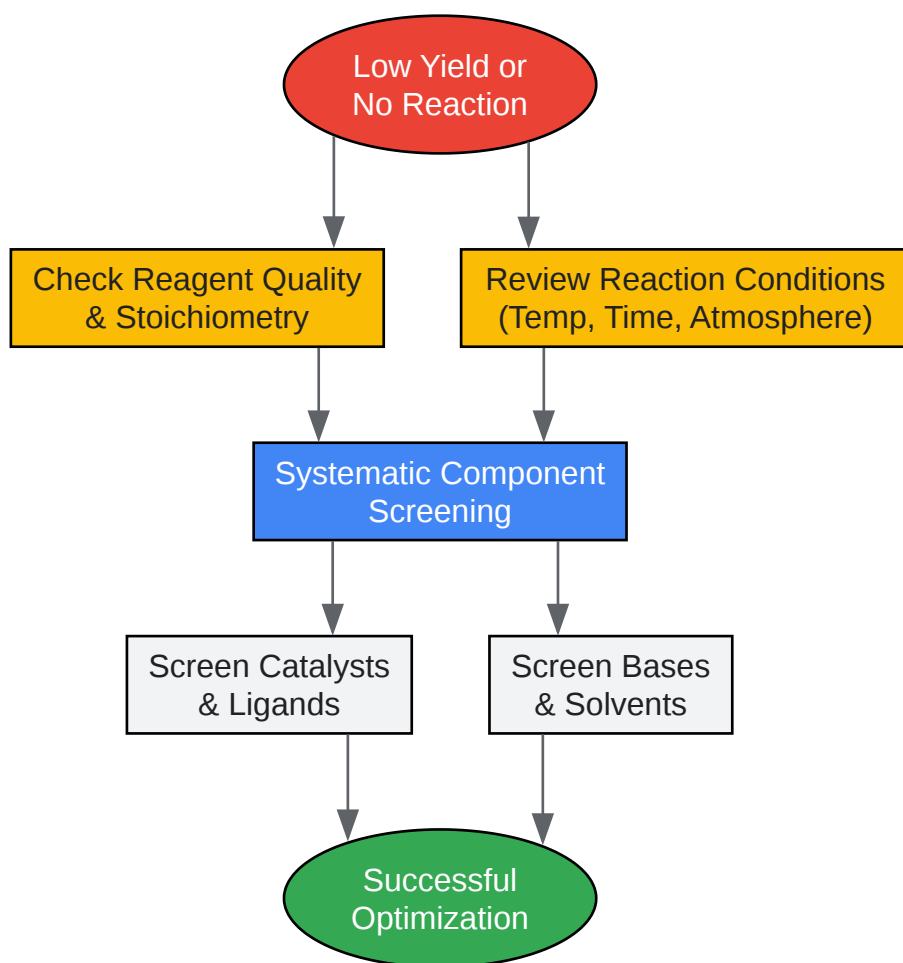 Low Yield or
No Reaction
Check Reagent Quality
& Stoichiometry
Review Reaction Conditions
(Temp, Time, Atmosphere)
Systematic Component
Screening
Screen Catalysts
& Ligands
Screen Bases
& Solvents
Successful
Optimization